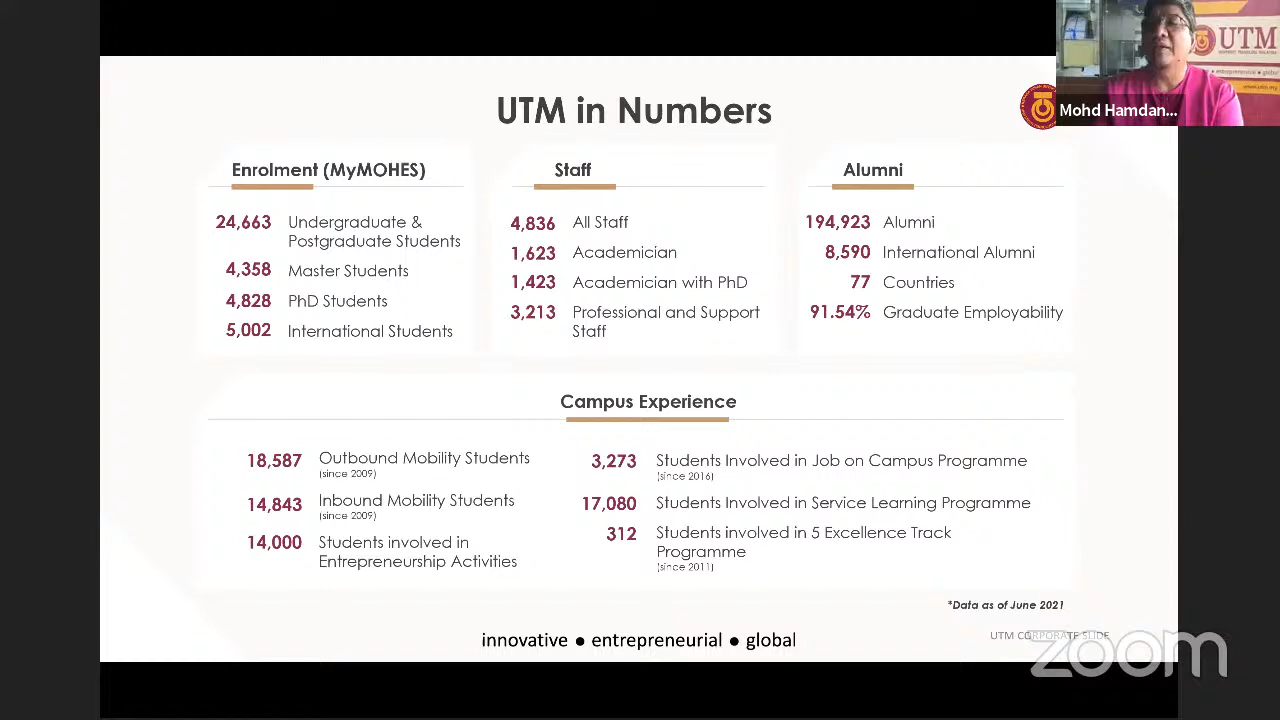 UTM in Numbers
UTM
innovative • entrepreneurial • global
Mohd Hamdan...
Enrolment (MyMOHES)
24,663 Undergraduate &
Postgraduate Students
4,358 Master Students
4,828 PhD Students
5,002 International Students
Staff
4,836 All Staff
1,623 Academician
1,423 Academician with PhD
3,213 Professional and Support
Staff
Alumni
194,923 Alumni
8,590 International Alumni
77 Countries
91.54% Graduate Employability
Campus Experience
18,587 Outbound Mobility Students
(since 2009)
14,843 Inbound Mobility Students
(since 2009)
14,000 Students involved in
Entrepreneurship Activities
3,273 Students Involved in Job on Campus Programme
(since 2016)
17,080 Students Involved in Service Learning Programme
312 Students involved in 5 Excellence Track
Programme
(since 2011)
*Data as of June 2021
innovative ● entrepreneurial ● global
UTM CORPORATE SLIDE
zoom